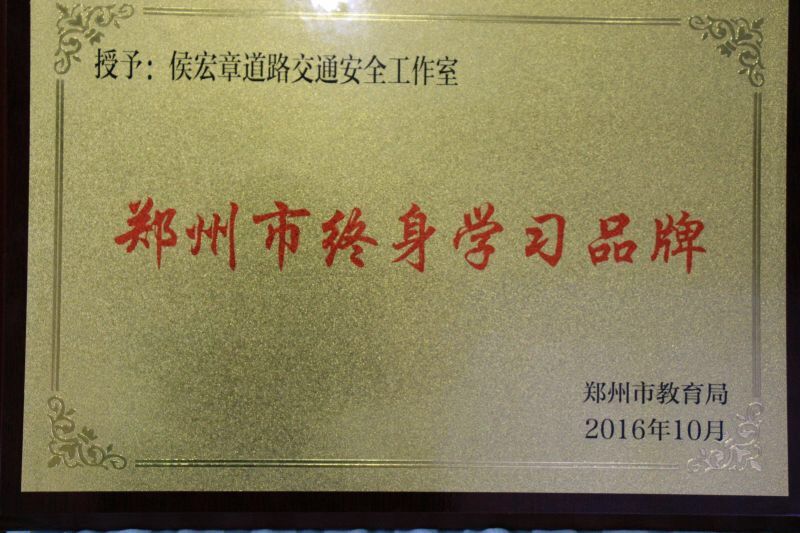 授予：侯宏章道路交通安全工作室
郑州市终身学习品牌
郑州市教育局
2016年10月